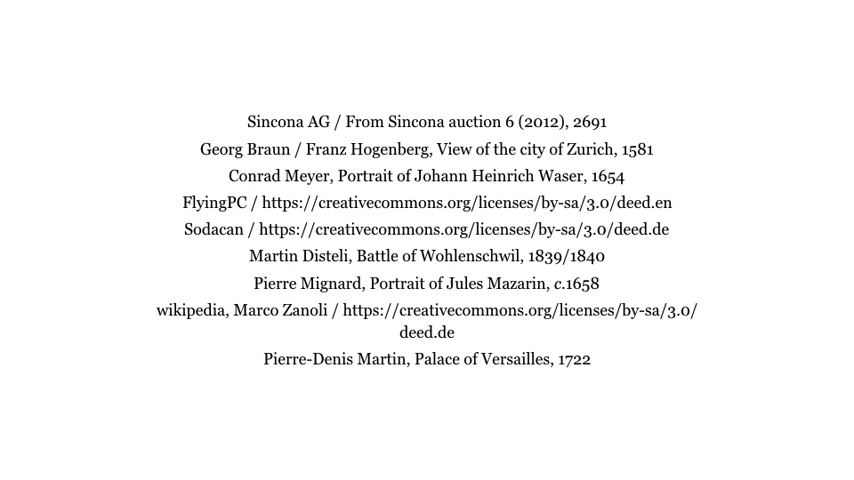 Sincona AG / From Sincona auction 6 (2012), 2691
Georg Braun / Franz Hogenberg, View of the city of Zurich, 1581
Conrad Meyer, Portrait of Johann Heinrich Waser, 1654
FlyingPC / https://creativecommons.org/licenses/by-sa/3.0/deed.en
Sodacan / https://creativecommons.org/licenses/by-sa/3.0/deed.de
Martin Disteli, Battle of Wohlenschwil, 1839/1840
Pierre Mignard, Portrait of Jules Mazarin, c.1658
wikipedia, Marco Zanoli / https://creativecommons.org/licenses/by-sa/3.0/
deed.de
Pierre-Denis Martin, Palace of Versailles, 1722